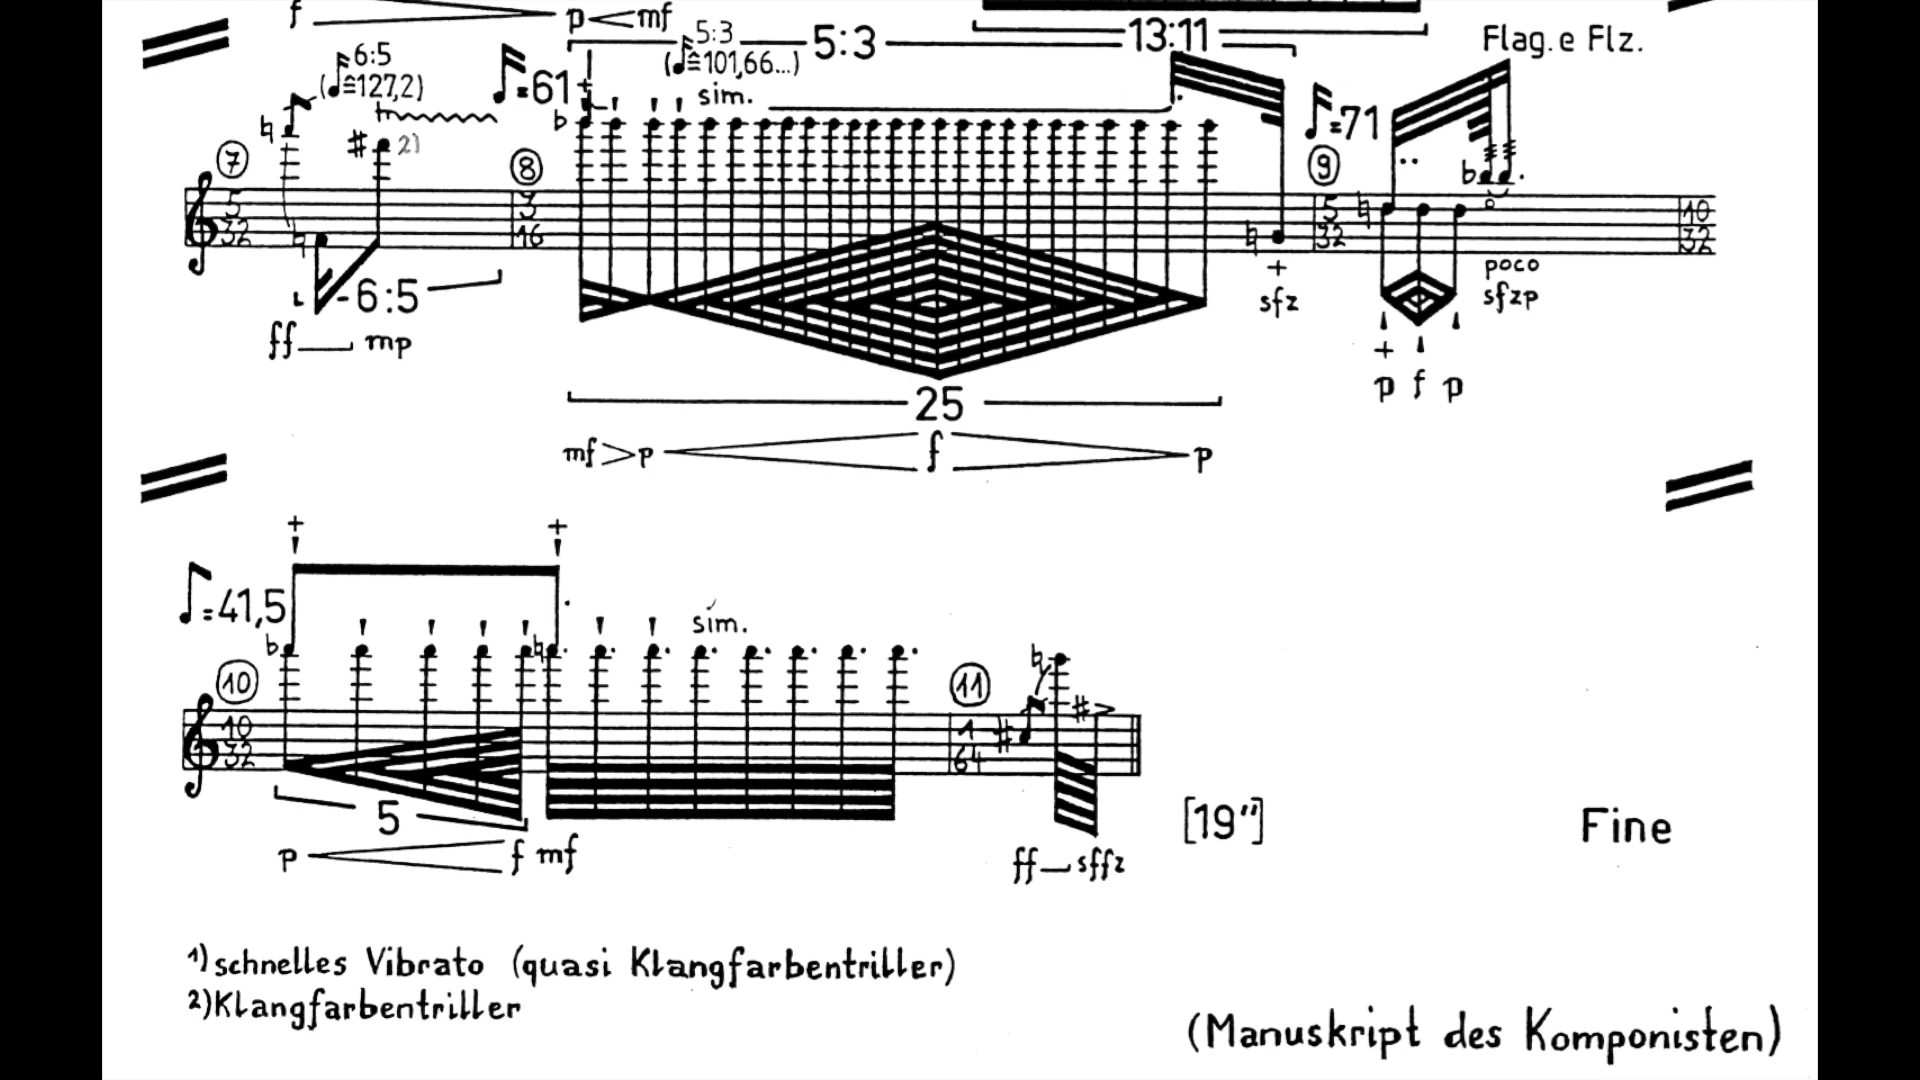 f p mf
5:3 13:11 Flag. e Flz.
6:5 5:3
(≙127,2) =61 (≙101,66...) =71
sim.
2)
7 8 9
5 3 5 10
32 16 32 32
+ poco
6:5 sfz sfzp
ff mp +
p f p
25
mf p f p
+ +
=41,5 sim.
10 11
10 1
32 64
5 [19"] Fine
p f mf ff sffz
1) schnelles Vibrato (quasi Klangfarbentriller)
2) Klangfarbentriller
(Manuskript des Komponisten)